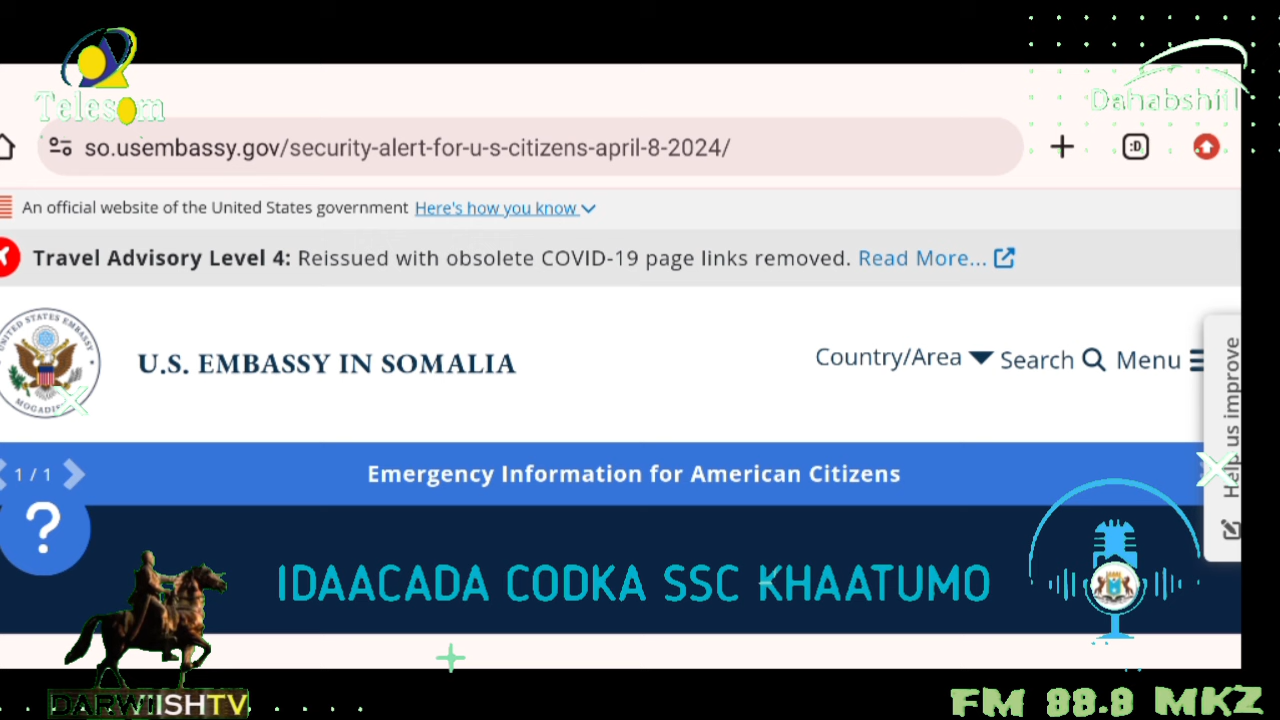 Telesom
Dahabshiil
so.usembassy.gov/security-alert-for-u-s-citizens-april-8-2024/
:D
An official website of the United States government Here's how you know
Travel Advisory Level 4: Reissued with obsolete COVID-19 page links removed. Read More...
UNITED STATES EMBASSY
U.S. EMBASSY IN SOMALIA
Country/Area Search Menu
Help us improve
1 / 1
Emergency Information for American Citizens
?
IDAACADA CODKA SSC KHAATUMO
DARWIISHTV
FM 88.8 MKZ